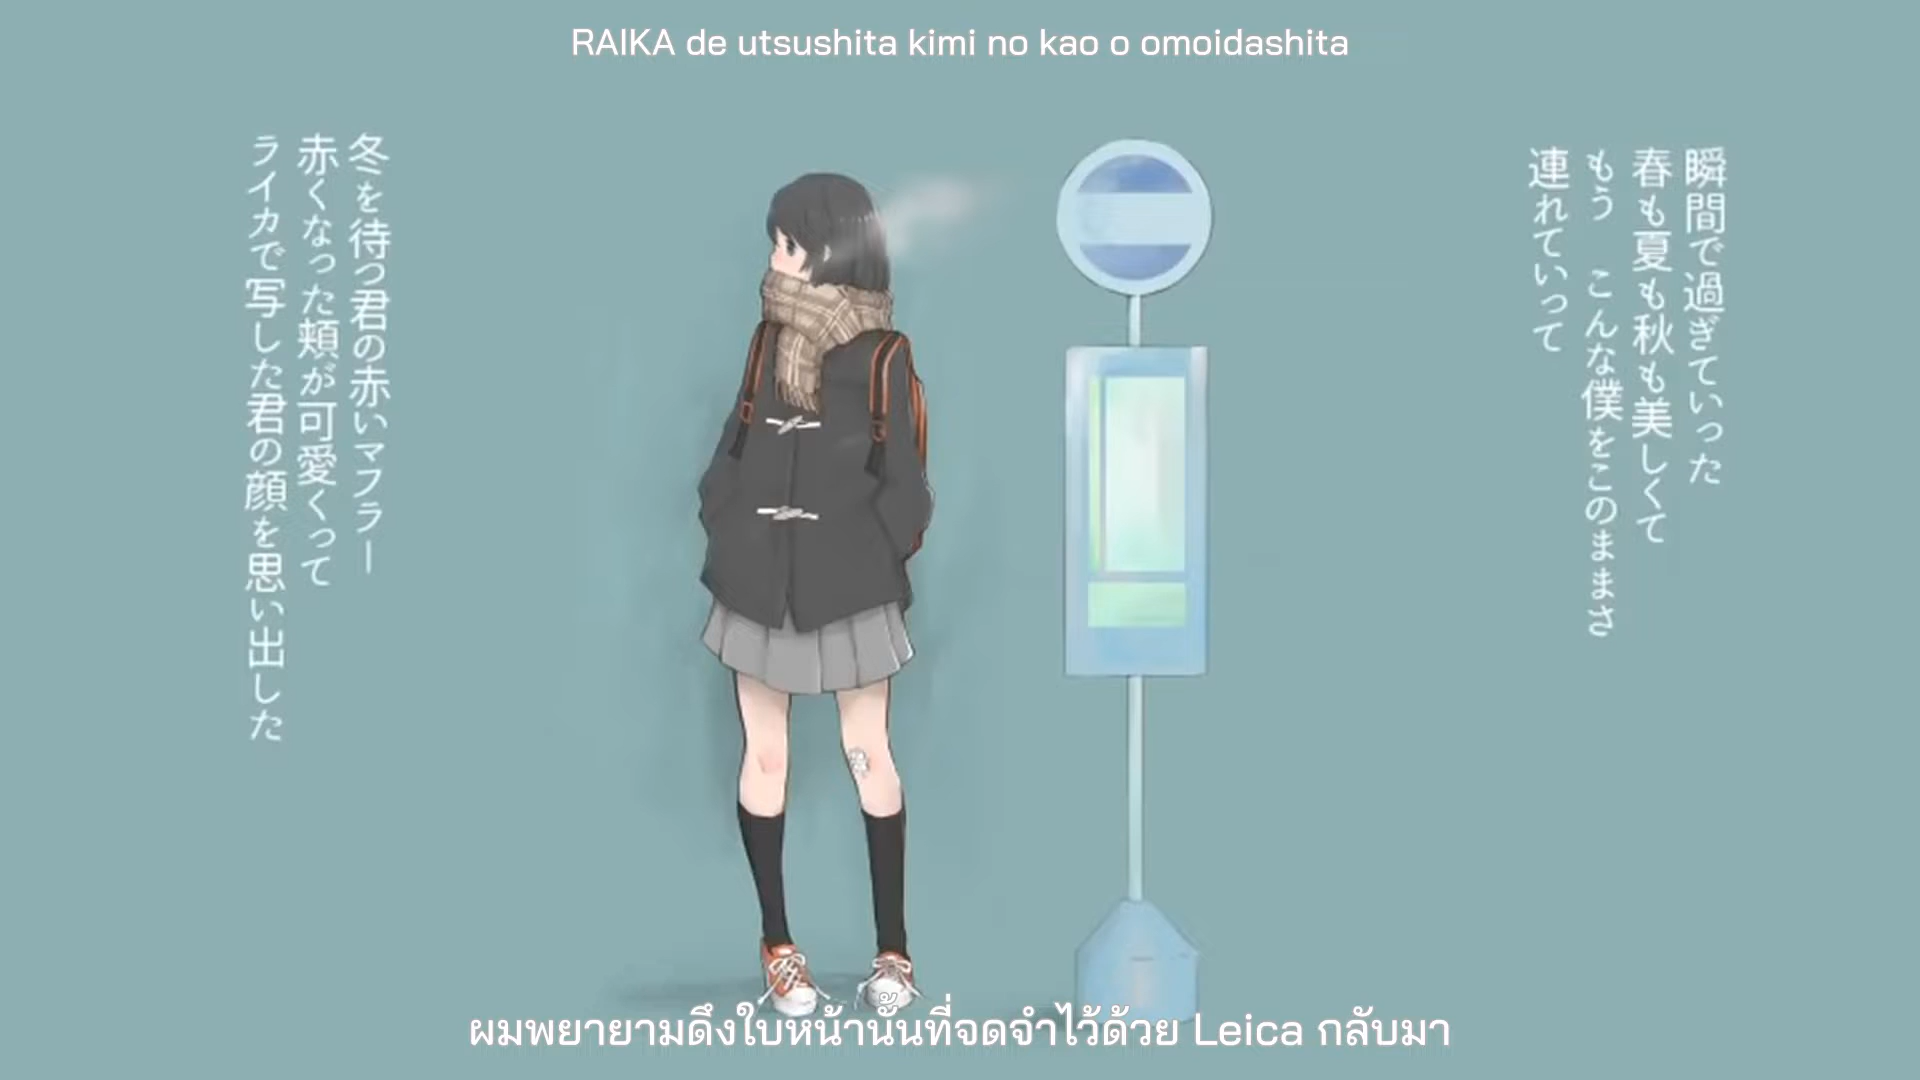 RAIKA de utsushita kimi no kao o omoidashita
瞬間で過ぎていった
春も夏も秋も美しくて
もう　こんな僕をこのままさ
連れていって
冬を待つ君の赤いマフラー
赤くなった頬が可愛くって
ライカで写した君の顔を思い出した
ผมพยายามดึงใบหน้านั้นที่จดจำไว้ด้วย Leica กลับมา